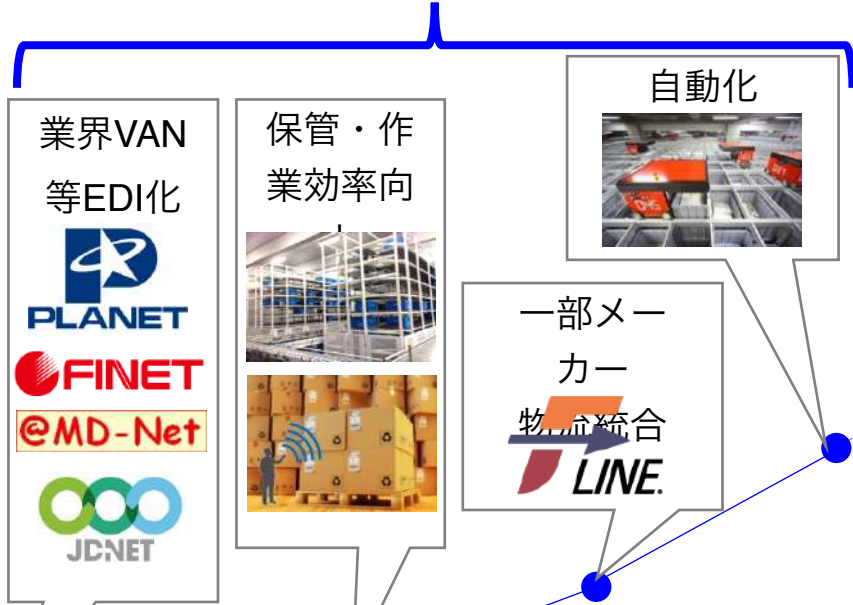 業界VAN
等EDI化
PLANET
FINET
@MD-Net
JDNET
保管・作
業効率向
一部メー
カー
物流統合
LINE.
自動化